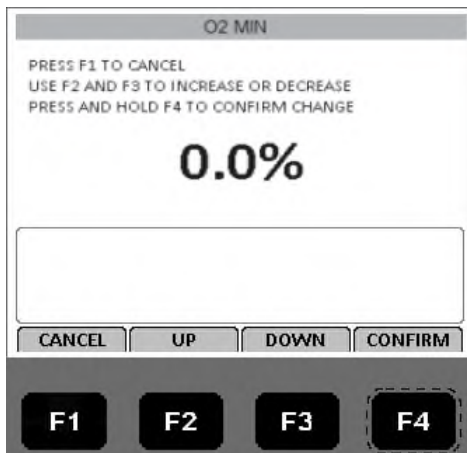 O2 MIN
PRESS F1 TO CANCEL
USE F2 AND F3 TO INCREASE OR DECREASE
PRESS AND HOLD F4 TO CONFIRM CHANGE
0.0%
CANCEL UP DOWN CONFIRM
F1 F2 F3 F4